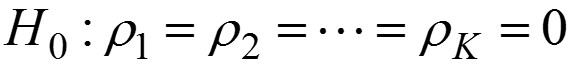 H₀ : ρ₁ = ρ₂ = ⋯ = ρ_K = 0